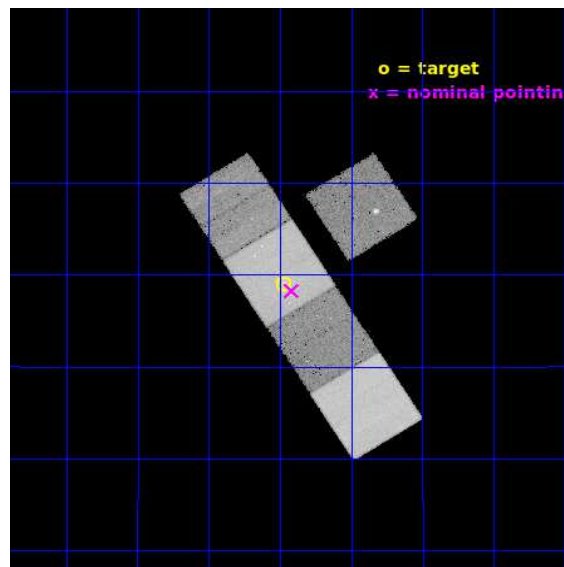 o = target
x = nominal pointin